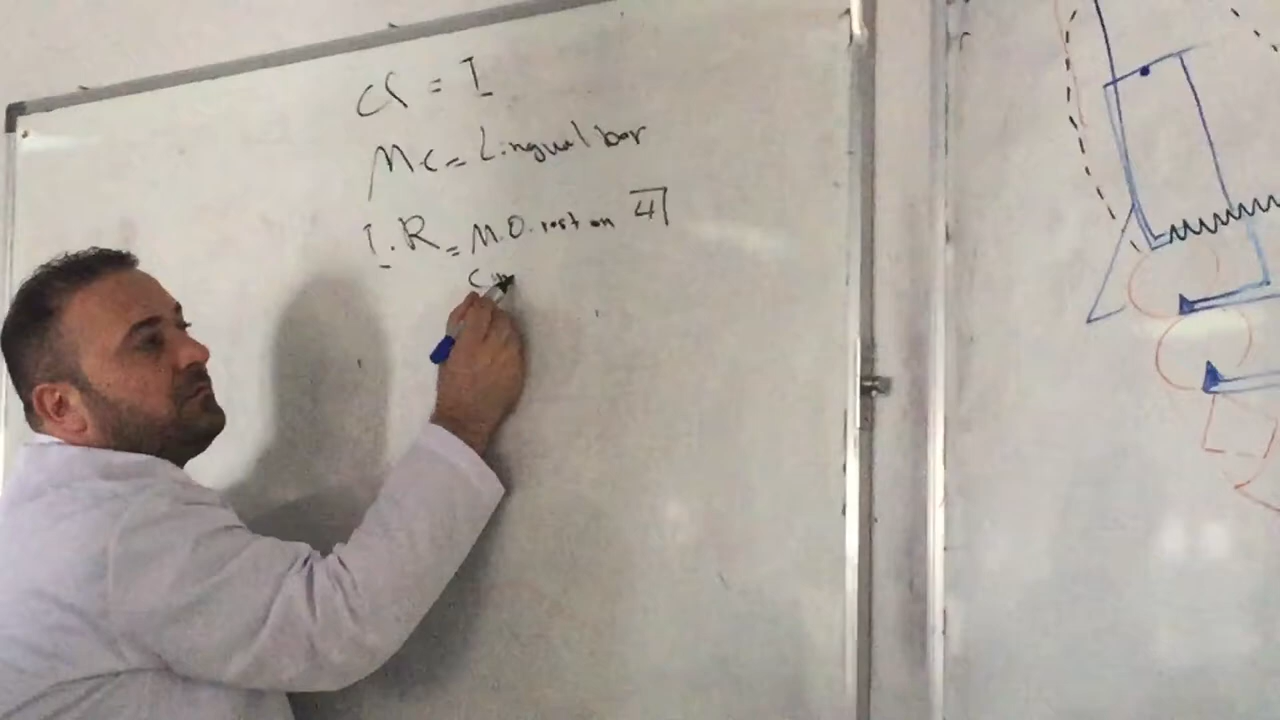 CL = I
MC = Lingual bar
I.R = M.O. rest on 4|